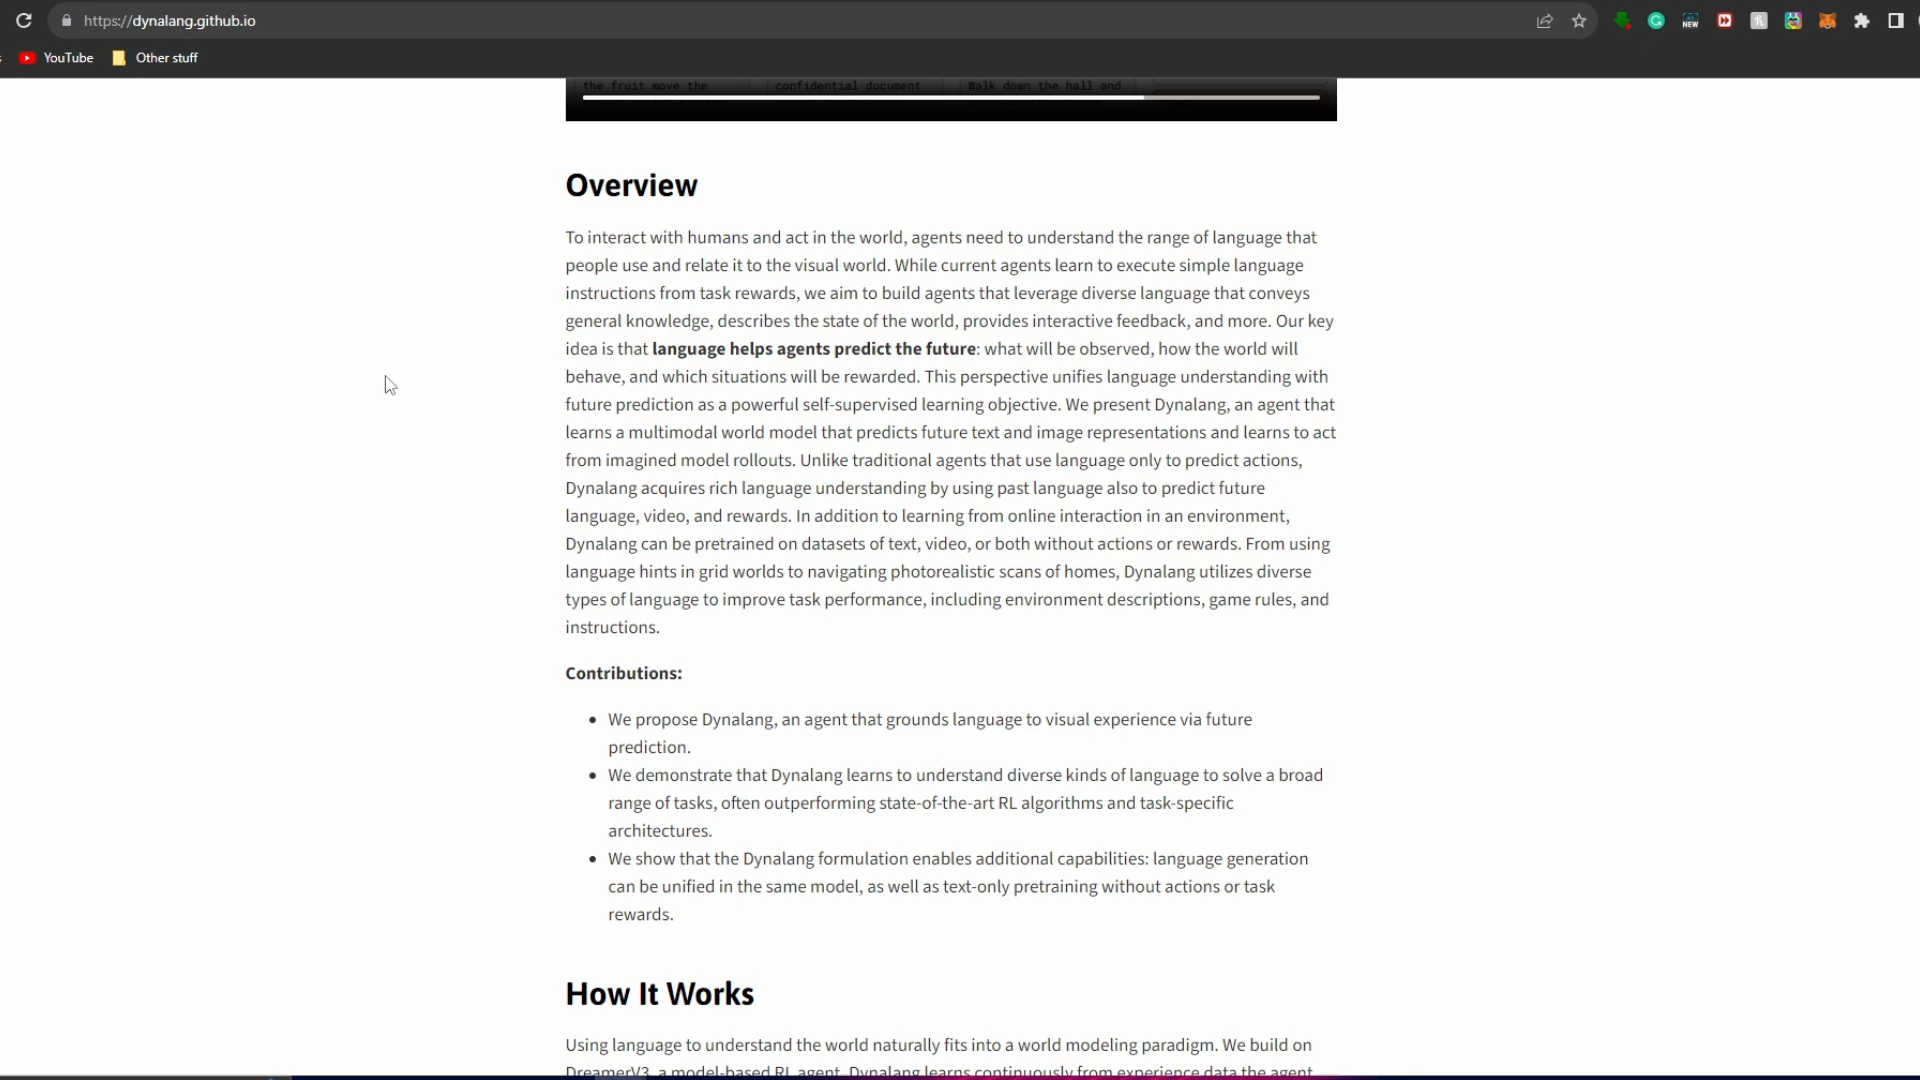 https://dynalang.github.io
NEW
YouTube
Other stuff
the fruit move the
confidential document
Walk down the hall and
Overview
To interact with humans and act in the world, agents need to understand the range of language that
people use and relate it to the visual world. While current agents learn to execute simple language
instructions from task rewards, we aim to build agents that leverage diverse language that conveys
general knowledge, describes the state of the world, provides interactive feedback, and more. Our key
idea is that language helps agents predict the future: what will be observed, how the world will
behave, and which situations will be rewarded. This perspective unifies language understanding with
future prediction as a powerful self-supervised learning objective. We present Dynalang, an agent that
learns a multimodal world model that predicts future text and image representations and learns to act
from imagined model rollouts. Unlike traditional agents that use language only to predict actions,
Dynalang acquires rich language understanding by using past language also to predict future
language, video, and rewards. In addition to learning from online interaction in an environment,
Dynalang can be pretrained on datasets of text, video, or both without actions or rewards. From using
language hints in grid worlds to navigating photorealistic scans of homes, Dynalang utilizes diverse
types of language to improve task performance, including environment descriptions, game rules, and
instructions.
Contributions:
• We propose Dynalang, an agent that grounds language to visual experience via future
prediction.
• We demonstrate that Dynalang learns to understand diverse kinds of language to solve a broad
range of tasks, often outperforming state-of-the-art RL algorithms and task-specific
architectures.
• We show that the Dynalang formulation enables additional capabilities: language generation
can be unified in the same model, as well as text-only pretraining without actions or task
rewards.
How It Works
Using language to understand the world naturally fits into a world modeling paradigm. We build on
DreamerV3, a model-based RL agent. Dynalang learns continuously from experience data the agent